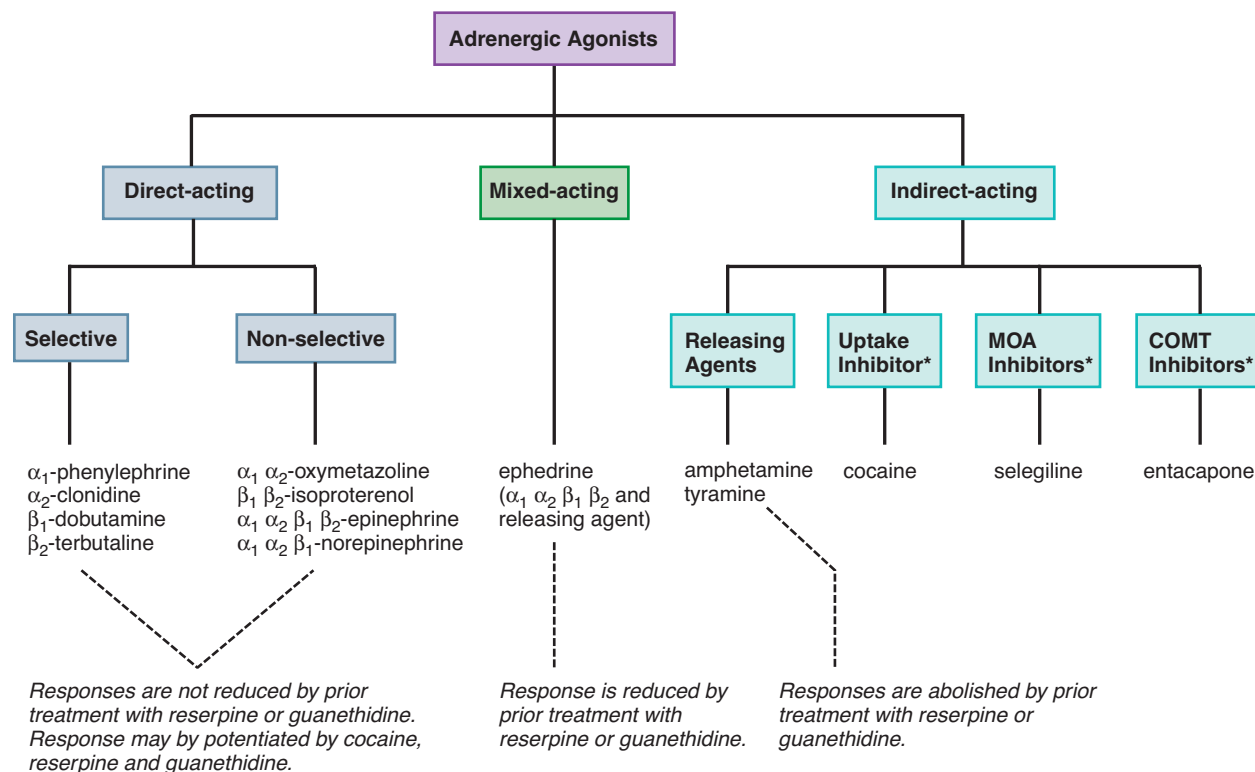 Adrenergic Agonists
Direct-acting
Mixed-acting
Indirect-acting
Selective
Non-selective
Releasing
Agents
Uptake
Inhibitor*
MOA
Inhibitors*
COMT
Inhibitors*
α₁-phenylephrine
α₂-clonidine
β₁-dobutamine
β₂-terbutaline
α₁ α₂-oxymetazoline
β₁ β₂-isoproterenol
α₁ α₂ β₁ β₂-epinephrine
α₁ α₂ β₁-norepinephrine
ephedrine
(α₁ α₂ β₁ β₂ and
releasing agent)
amphetamine
tyramine
cocaine
selegiline
entacapone
Responses are not reduced by prior
treatment with reserpine or guanethidine.
Response may by potentiated by cocaine,
reserpine and guanethidine.
Response is reduced by
prior treatment with
reserpine or guanethidine.
Responses are abolished by prior
treatment with reserpine or
guanethidine.